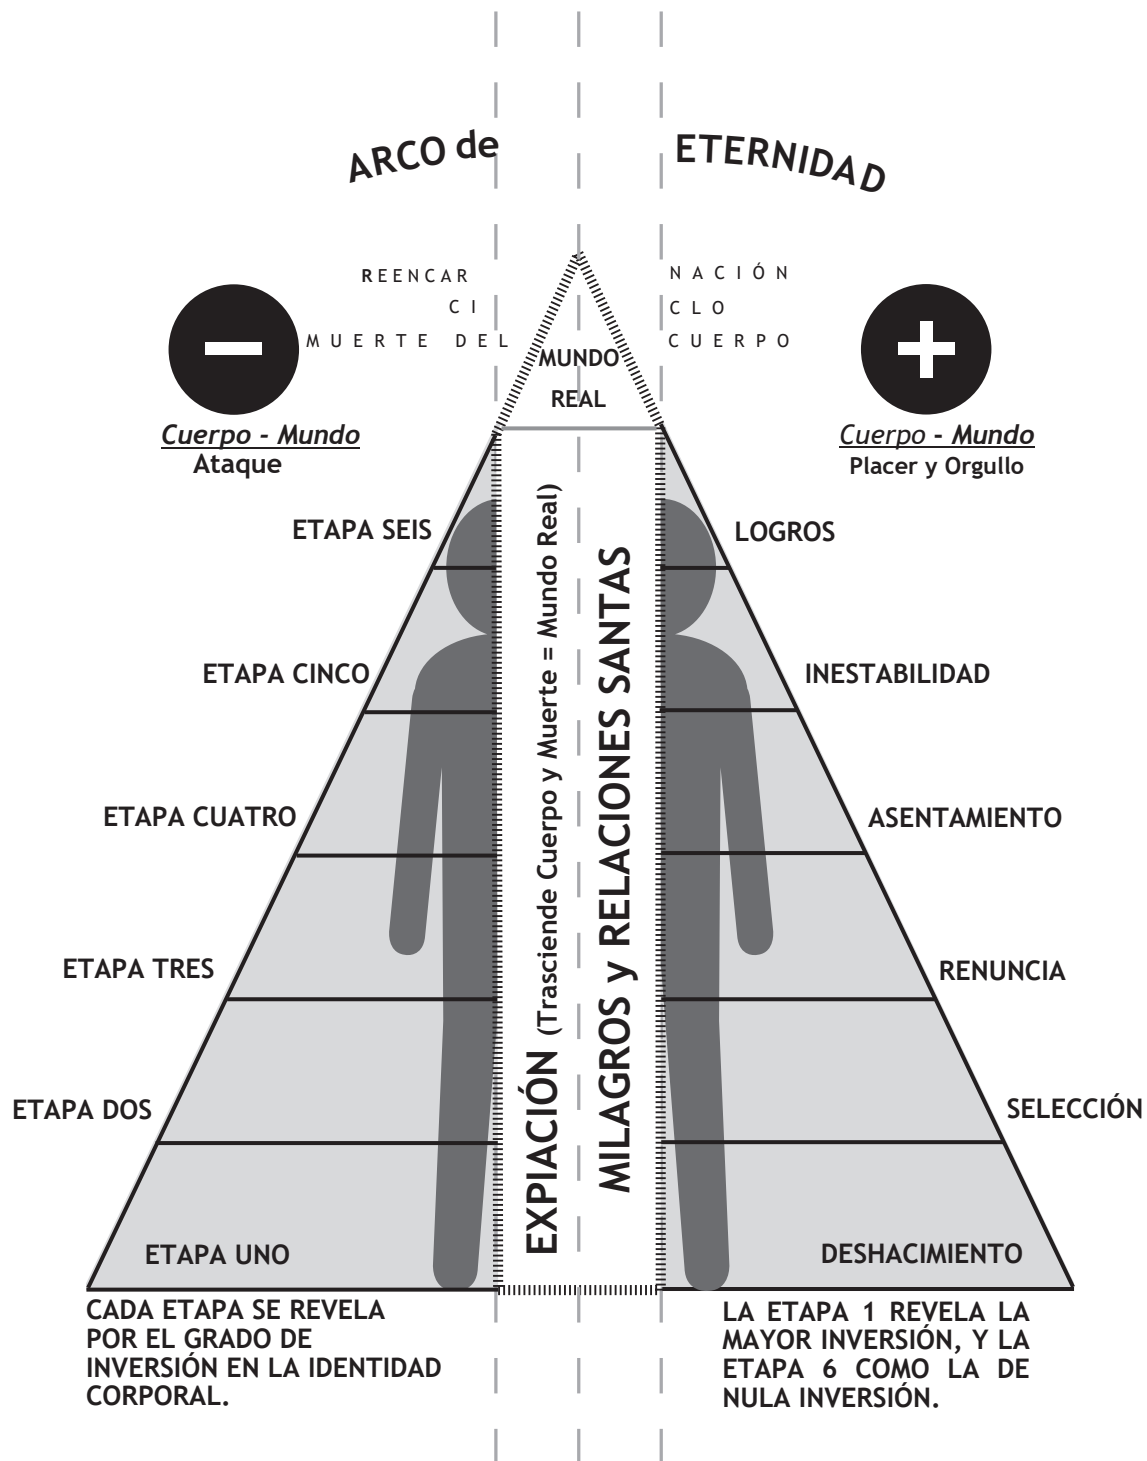 ARCO de ETERNIDAD
REENCAR NACIÓN
CI CLO
MUERTE DEL CUERPO
MUNDO
REAL
Cuerpo - Mundo
Ataque
Cuerpo - Mundo
Placer y Orgullo
ETAPA SEIS
LOGROS
ETAPA CINCO
INESTABILIDAD
ETAPA CUATRO
ASENTAMIENTO
ETAPA TRES
RENUNCIA
ETAPA DOS
SELECCIÓN
ETAPA UNO
DESHACIMIENTO
EXPIACIÓN (Trasciende Cuerpo y Muerte = Mundo Real)
MILAGROS y RELACIONES SANTAS
CADA ETAPA SE REVELA
POR EL GRADO DE
INVERSIÓN EN LA IDENTIDAD
CORPORAL.
LA ETAPA 1 REVELA LA
MAYOR INVERSIÓN, Y LA
ETAPA 6 COMO LA DE
NULA INVERSIÓN.